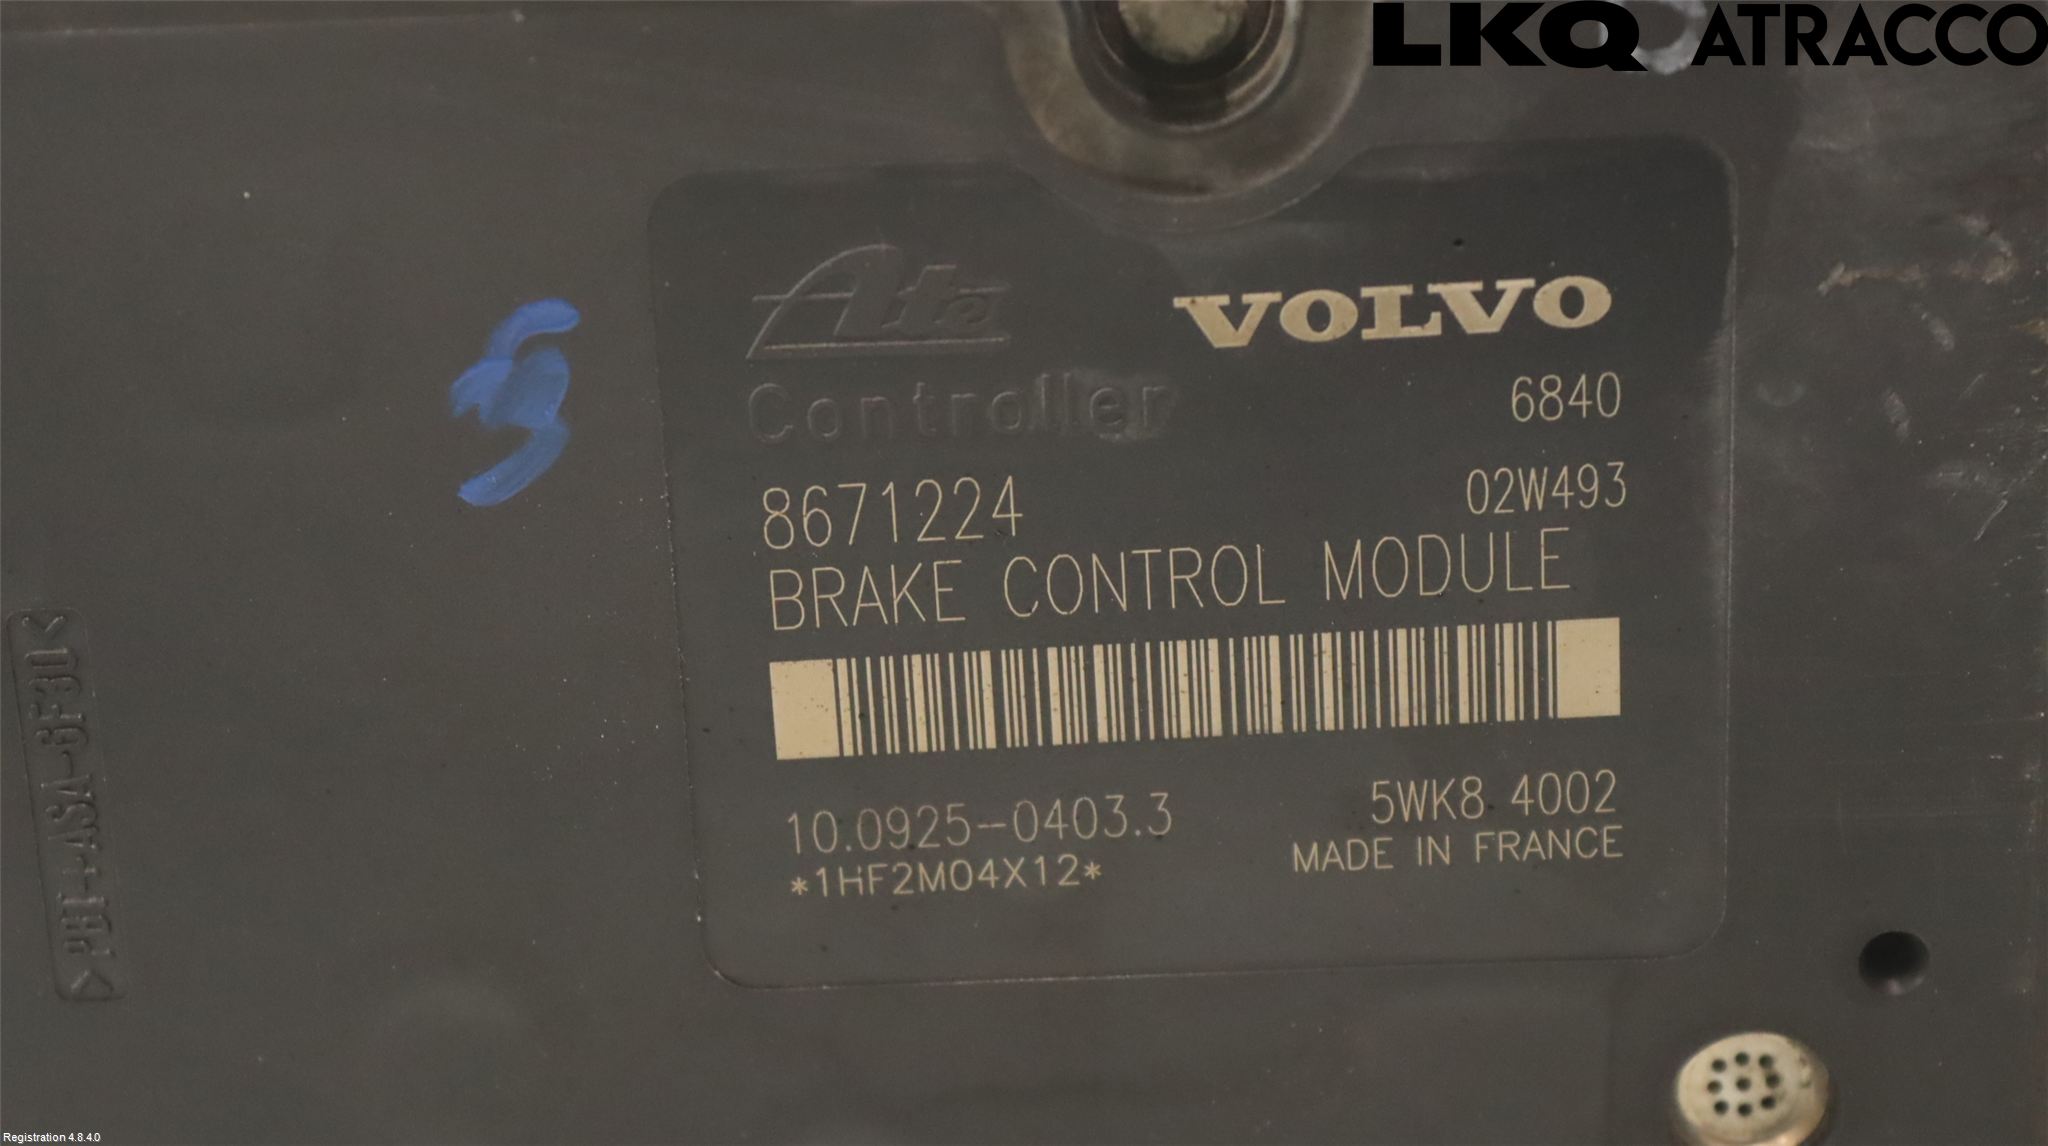 LKQ ATRACCO
Ate
VOLVO
Controller
6840
8671224
02W493
BRAKE CONTROL MODULE
10.0925-0403.3
5WK8 4002
*1HF2M04X12*
MADE IN FRANCE
5
Registration 4.8.4.0